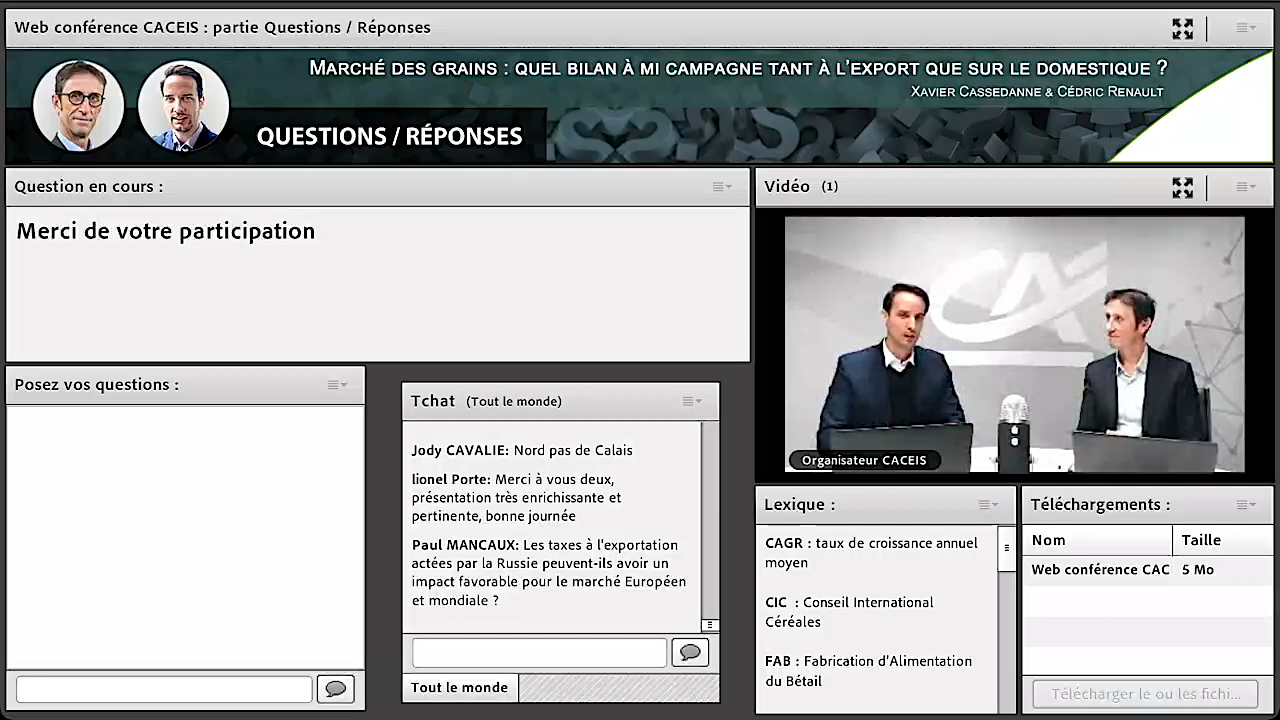 Web conférence CACEIS : partie Questions / Réponses
MARCHÉ DES GRAINS : QUEL BILAN À MI CAMPAGNE TANT À L'EXPORT QUE SUR LE DOMESTIQUE ?
XAVIER CASSEDANNE & CÉDRIC RENAULT
QUESTIONS / RÉPONSES
Question en cours :
Merci de votre participation
Vidéo (1)
CA
Organisateur CACEIS
Posez vos questions :
Tchat (Tout le monde)
Jody CAVALIE: Nord pas de Calais
lionel Porte: Merci à vous deux,
présentation très enrichissante et
pertinente, bonne journée
Paul MANCAUX: Les taxes à l'exportation
actées par la Russie peuvent-ils avoir un
impact favorable pour le marché Européen
et mondiale ?
Tout le monde
Lexique :
CAGR : taux de croissance annuel
moyen
CIC : Conseil International
Céréales
FAB : Fabrication d'Alimentation
du Bétail
Téléchargements :
Nom Taille
Web conférence CAC 5 Mo
Télécharger le ou les fichi...